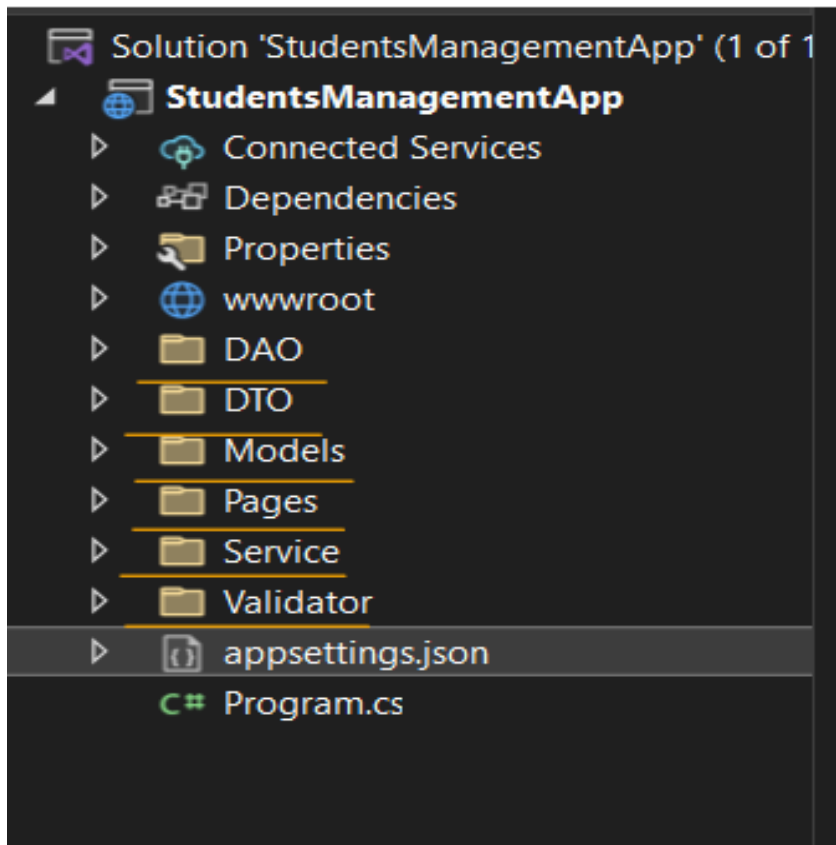 Solution 'StudentsManagementApp' (1 of 1
StudentsManagementApp
Connected Services
Dependencies
Properties
wwwroot
DAO
DTO
Models
Pages
Service
Validator
appsettings.json
C# Program.cs